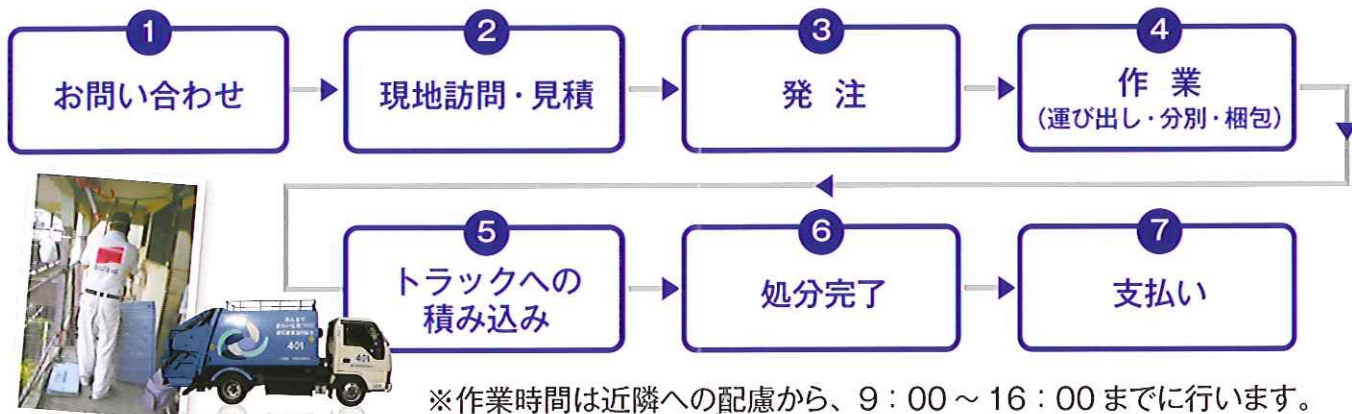 1
お問い合わせ
2
現地訪問・見積
3
発 注
4
作 業
(運び出し・分別・梱包)
5
トラックへの
積み込み
6
処分完了
7
支払い
401
401
※作業時間は近隣への配慮から、9：00～16：00までに行います。